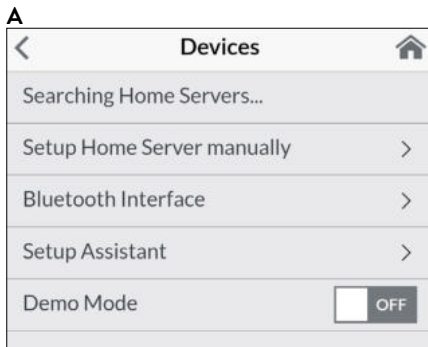 A
Devices
Searching Home Servers...
Setup Home Server manually
Bluetooth Interface
Setup Assistant
Demo Mode OFF